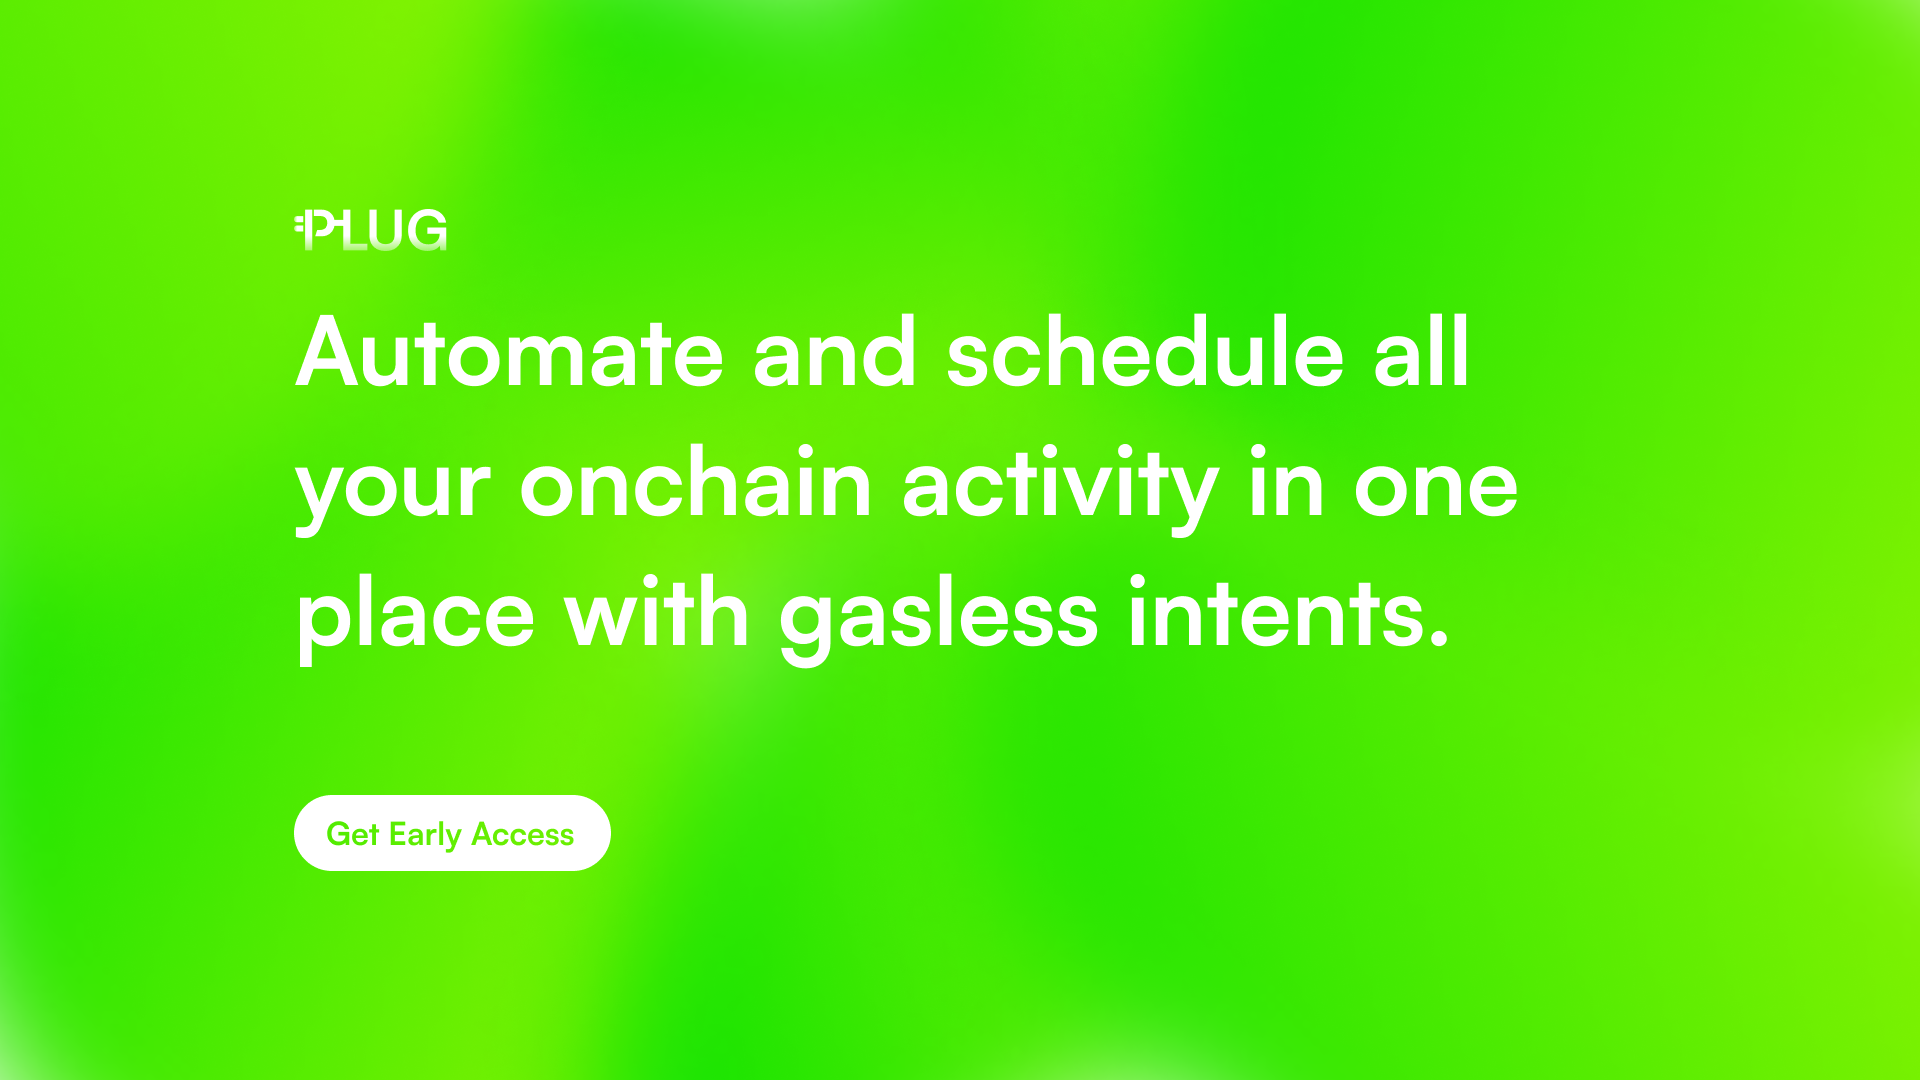 PLUG
Automate and schedule all
your onchain activity in one
place with gasless intents.
Get Early Access